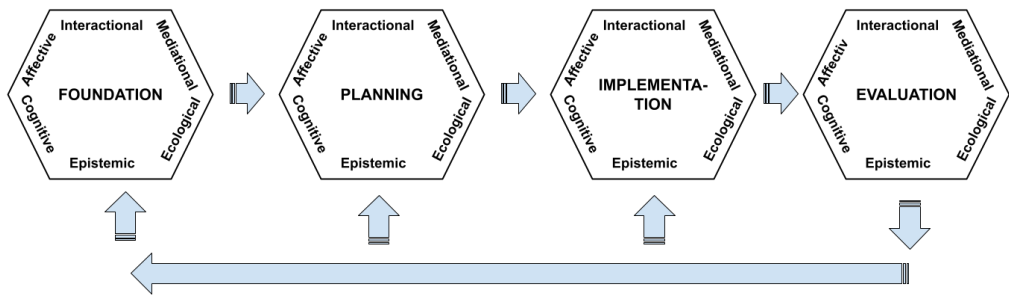 Interactional
Affective
Mediational
FOUNDATION
Cognitive
Ecological
Epistemic
Interactional
Affective
Mediational
PLANNING
Cognitive
Ecological
Epistemic
Interactional
Affective
Mediational
IMPLEMENTA-
TION
Cognitive
Ecological
Epistemic
Interactional
Affectiv
Mediational
EVALUATION
Cognitive
Ecological
Epistemic